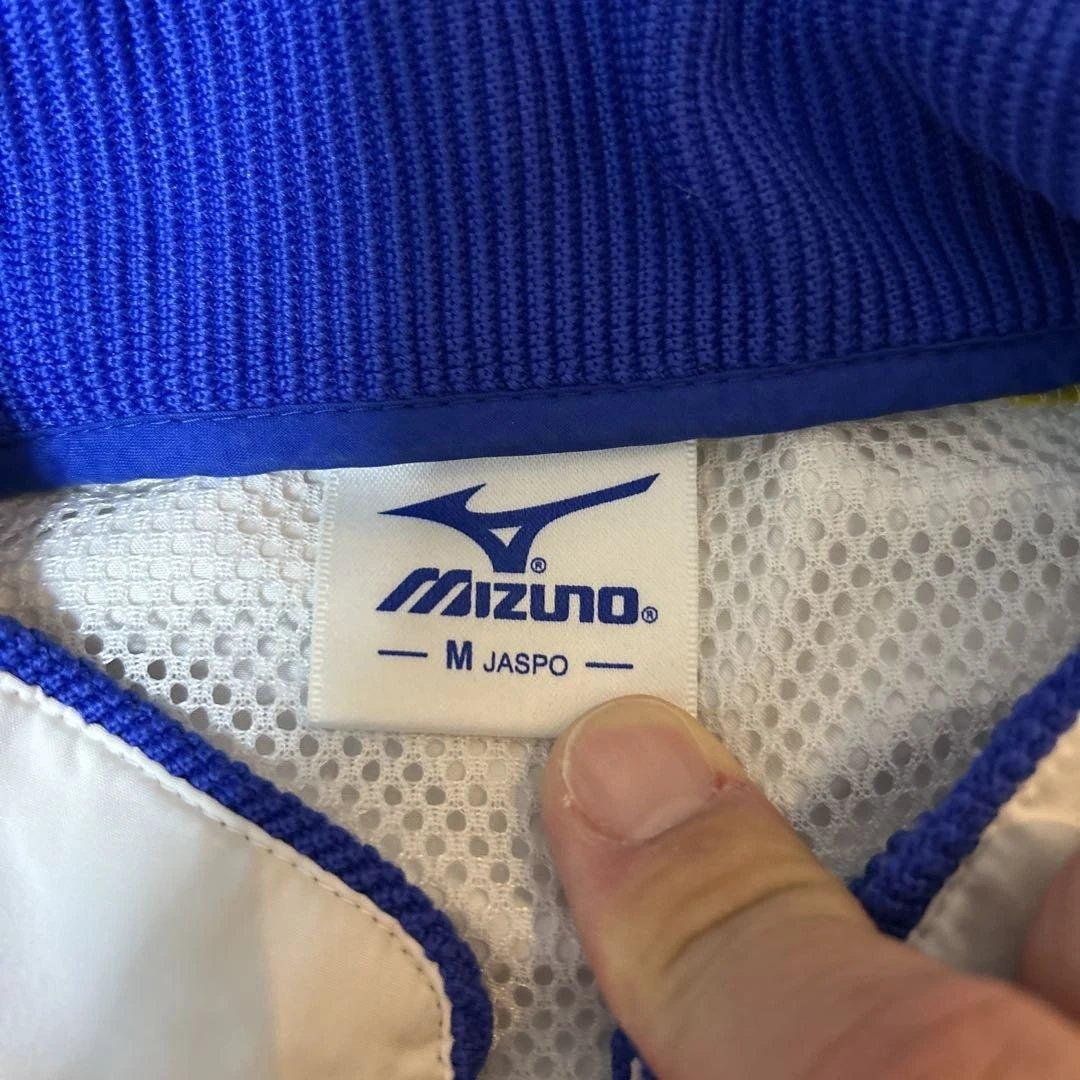 ®
MIZUNO®
— M JASPO —